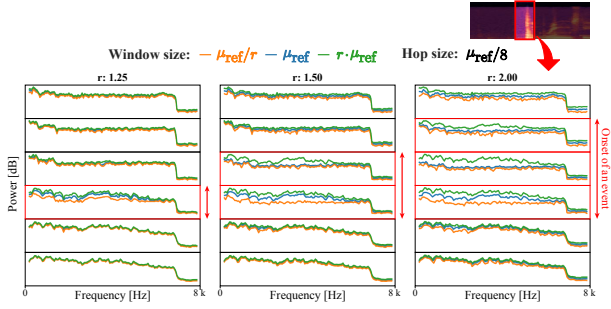 Window size: − μref/r − μref − r·μref Hop size: μref/8
r: 1.25 r: 1.50 r: 2.00
Power [dB]
Onset of an event
0 8 k 0 8 k 0 8 k
Frequency [Hz] Frequency [Hz] Frequency [Hz]